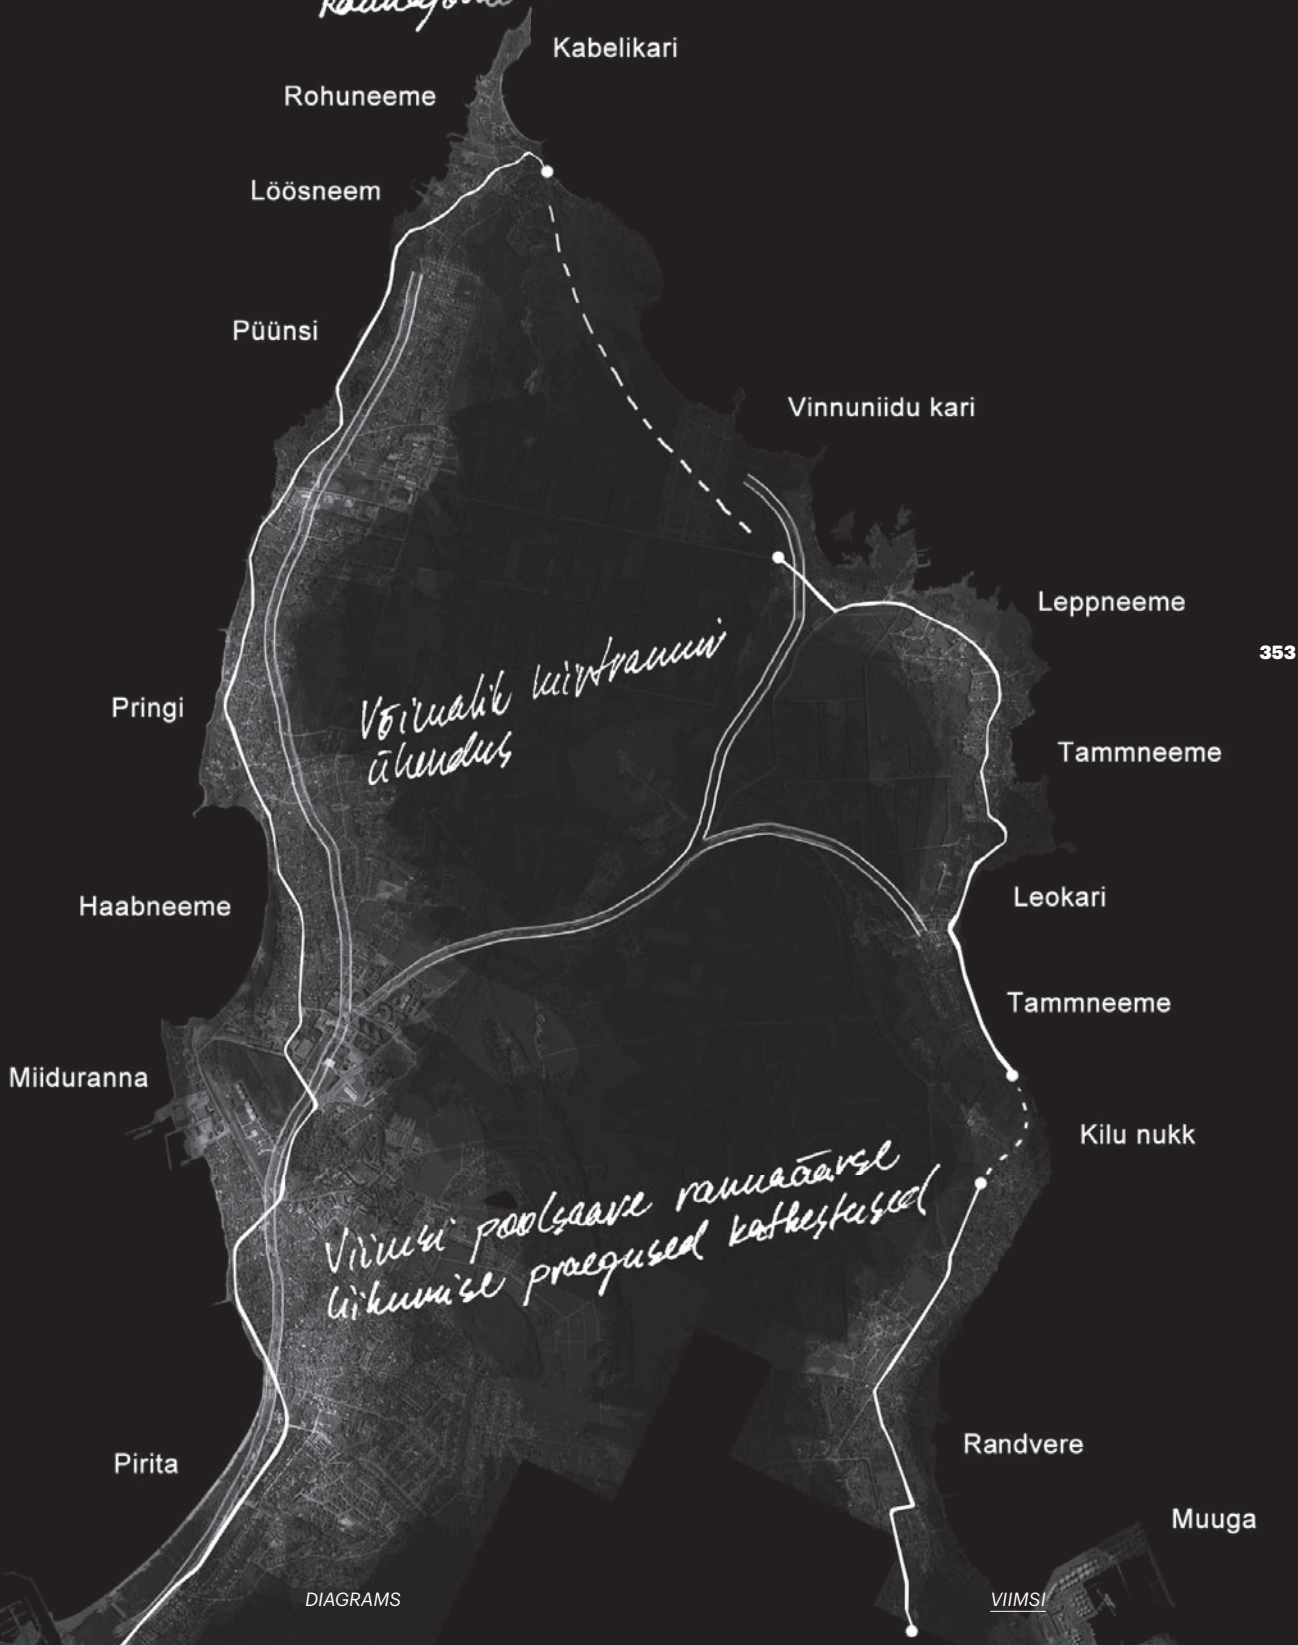 Kabelikari
Rohuneeme
Löösneem
Püünsi
Vinnuniidu kari
Leppneeme
353
Võimalik kiirtrammi
ühendus
Pringi
Tammneeme
Leokari
Haabneeme
Tammneeme
Miiduranna
Kilu nukk
Viimsi poolsaare rannaäärse
liikumise praegused katkestused
Pirita
Randvere
Muuga
DIAGRAMS
VIIMSI